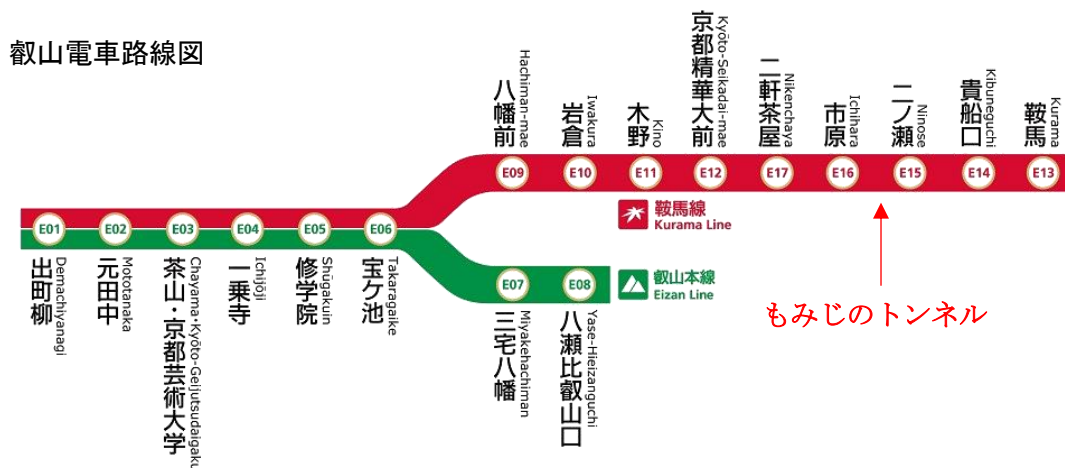 叡山電車路線図
八幡前
Hachiman-mae
岩倉
Iwakura
木野
Kino
京都精華大前
Kyōto-Seikadai-mae
二軒茶屋
Nikenchaya
市原
Ichihara
二ノ瀬
Ninose
貴船口
Kibuneguchi
鞍馬
Kurama
E09
E10
E11
E12
E17
E16
E15
E14
E13
鞍馬線
Kurama Line
E01
E02
E03
E04
E05
E06
出町柳
Demachiyanagi
元田中
Mototanaka
茶山・京都芸術大学
Chayama・Kyōto-Geijutsudaigaku
一乗寺
Ichijōji
修学院
Shūgakuin
宝ケ池
Takaragaike
E07
E08
叡山本線
Eizan Line
三宅八幡
Miyakehachiman
八瀬比叡山口
Yase-Hieizanguchi
もみじのトンネル